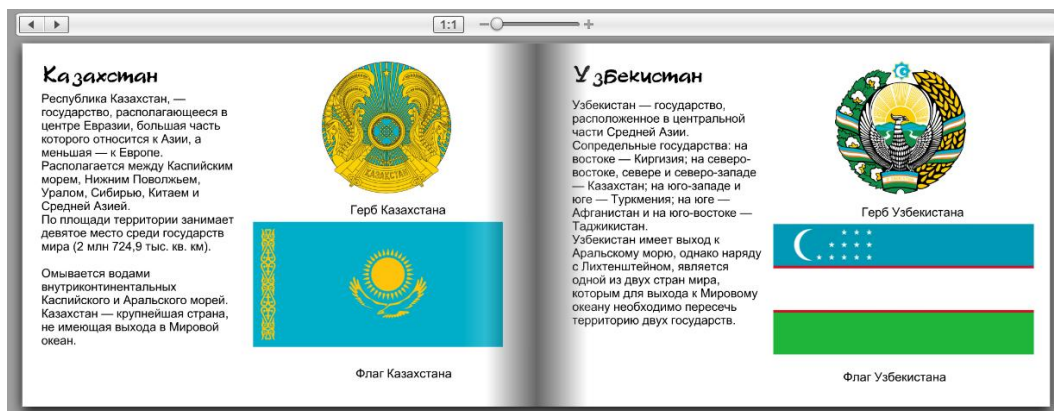 1:1
Казахстан
Республика Казахстан, —
государство, располагающееся в
центре Евразии, большая часть
которого относится к Азии, а
меньшая — к Европе.
Располагается между Каспийским
морем, Нижним Поволжьем,
Уралом, Сибирью, Китаем и
Средней Азией.
По площади территории занимает
девятое место среди государств
мира (2 млн 724,9 тыс. кв. км).
Омывается водами
внутриконтинентальных
Каспийского и Аральского морей.
Казахстан — крупнейшая страна,
не имеющая выхода в Мировой
океан.
ҚАЗАҚСТАН
Герб Казахстана
Флаг Казахстана
Узбекистан
Узбекистан — государство,
расположенное в центральной
части Средней Азии.
Сопредельные государства: на
востоке — Киргизия; на северо-
востоке, севере и северо-западе
— Казахстан; на юго-западе и
юге — Туркмения; на юге —
Афганистан и на юго-востоке —
Таджикистан.
Узбекистан имеет выход к
Аральскому морю, однако наряду
с Лихтенштейном, является
одной из двух стран мира,
которым для выхода к Мировому
океану необходимо пересечь
территорию двух государств.
Герб Узбекистана
Флаг Узбекистана